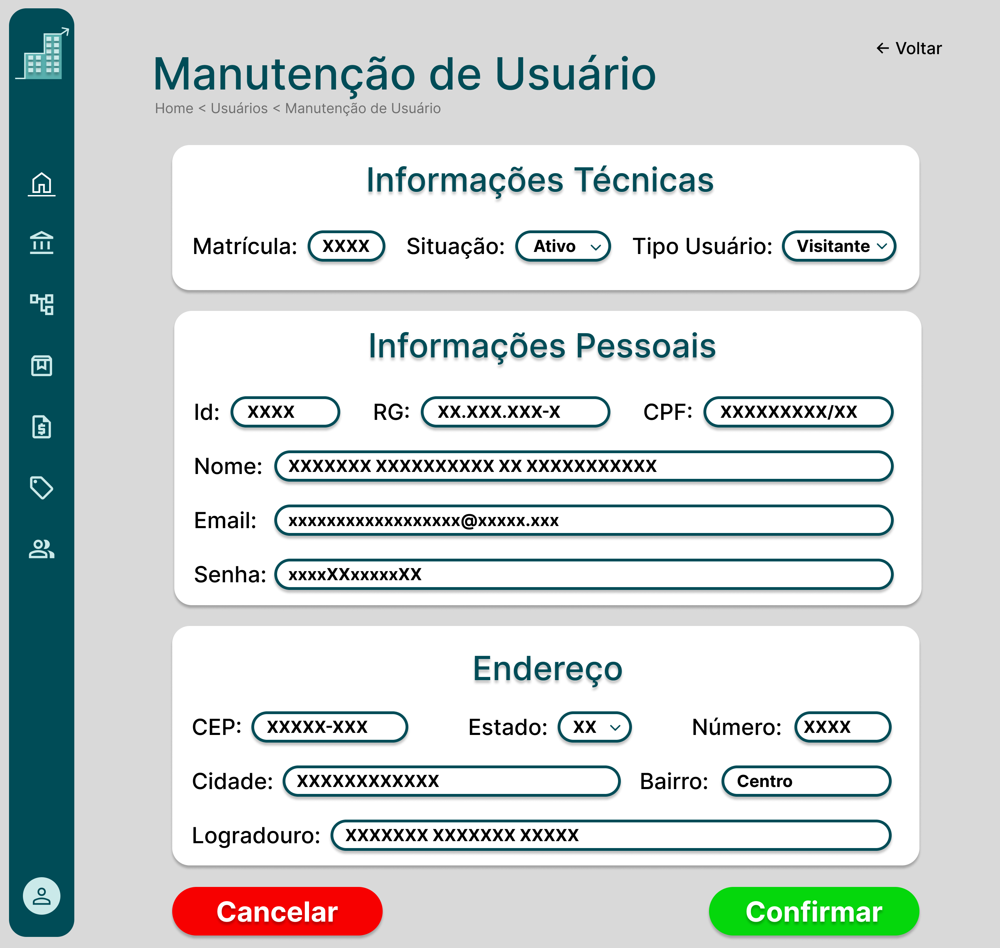 ← Voltar
Manutenção de Usuário
Home < Usuários < Manutenção de Usuário
Informações Técnicas
Matrícula: XXXX Situação: Ativo Tipo Usuário: Visitante
Informações Pessoais
Id: XXXX RG: XX.XXX.XXX-X CPF: XXXXXXXXX/XX
Nome: XXXXXXX XXXXXXXXXX XX XXXXXXXXXXX
Email: xxxxxxxxxxxxxxxxxx@xxxxx.xxx
Senha: xxxxXXxxxxxXX
Endereço
CEP: XXXXX-XXX Estado: XX Número: XXXX
Cidade: XXXXXXXXXXXX Bairro: Centro
Logradouro: XXXXXXX XXXXXXX XXXXX
Cancelar Confirmar